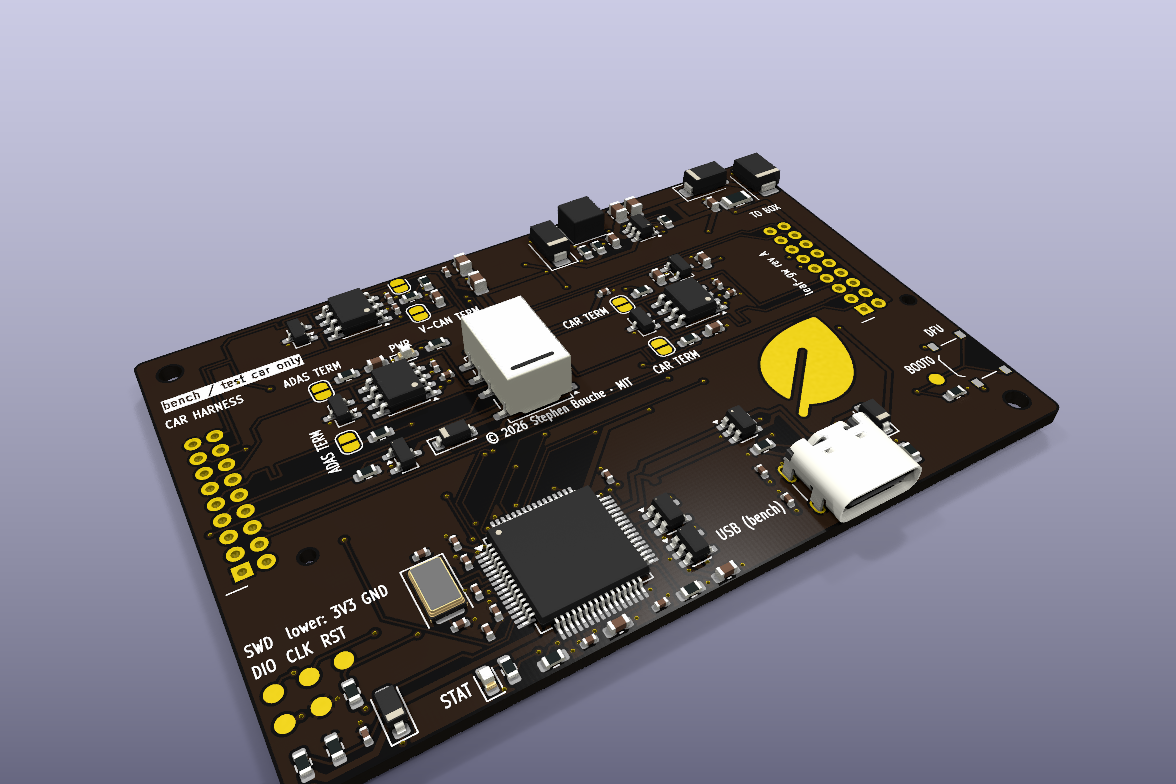 TO BOX
leaf-gw rev A
V-CAN TERM
CAR TERM
CAR TERM
DFU
BOOT0
PWR
bench / test car only
ADAS TERM
CAR HARNESS
ADAS TERM
© 2026 Stephen Bouche - MIT
USB (bench)
SWD lower: 3V3 GND
DIO CLK RST
STAT